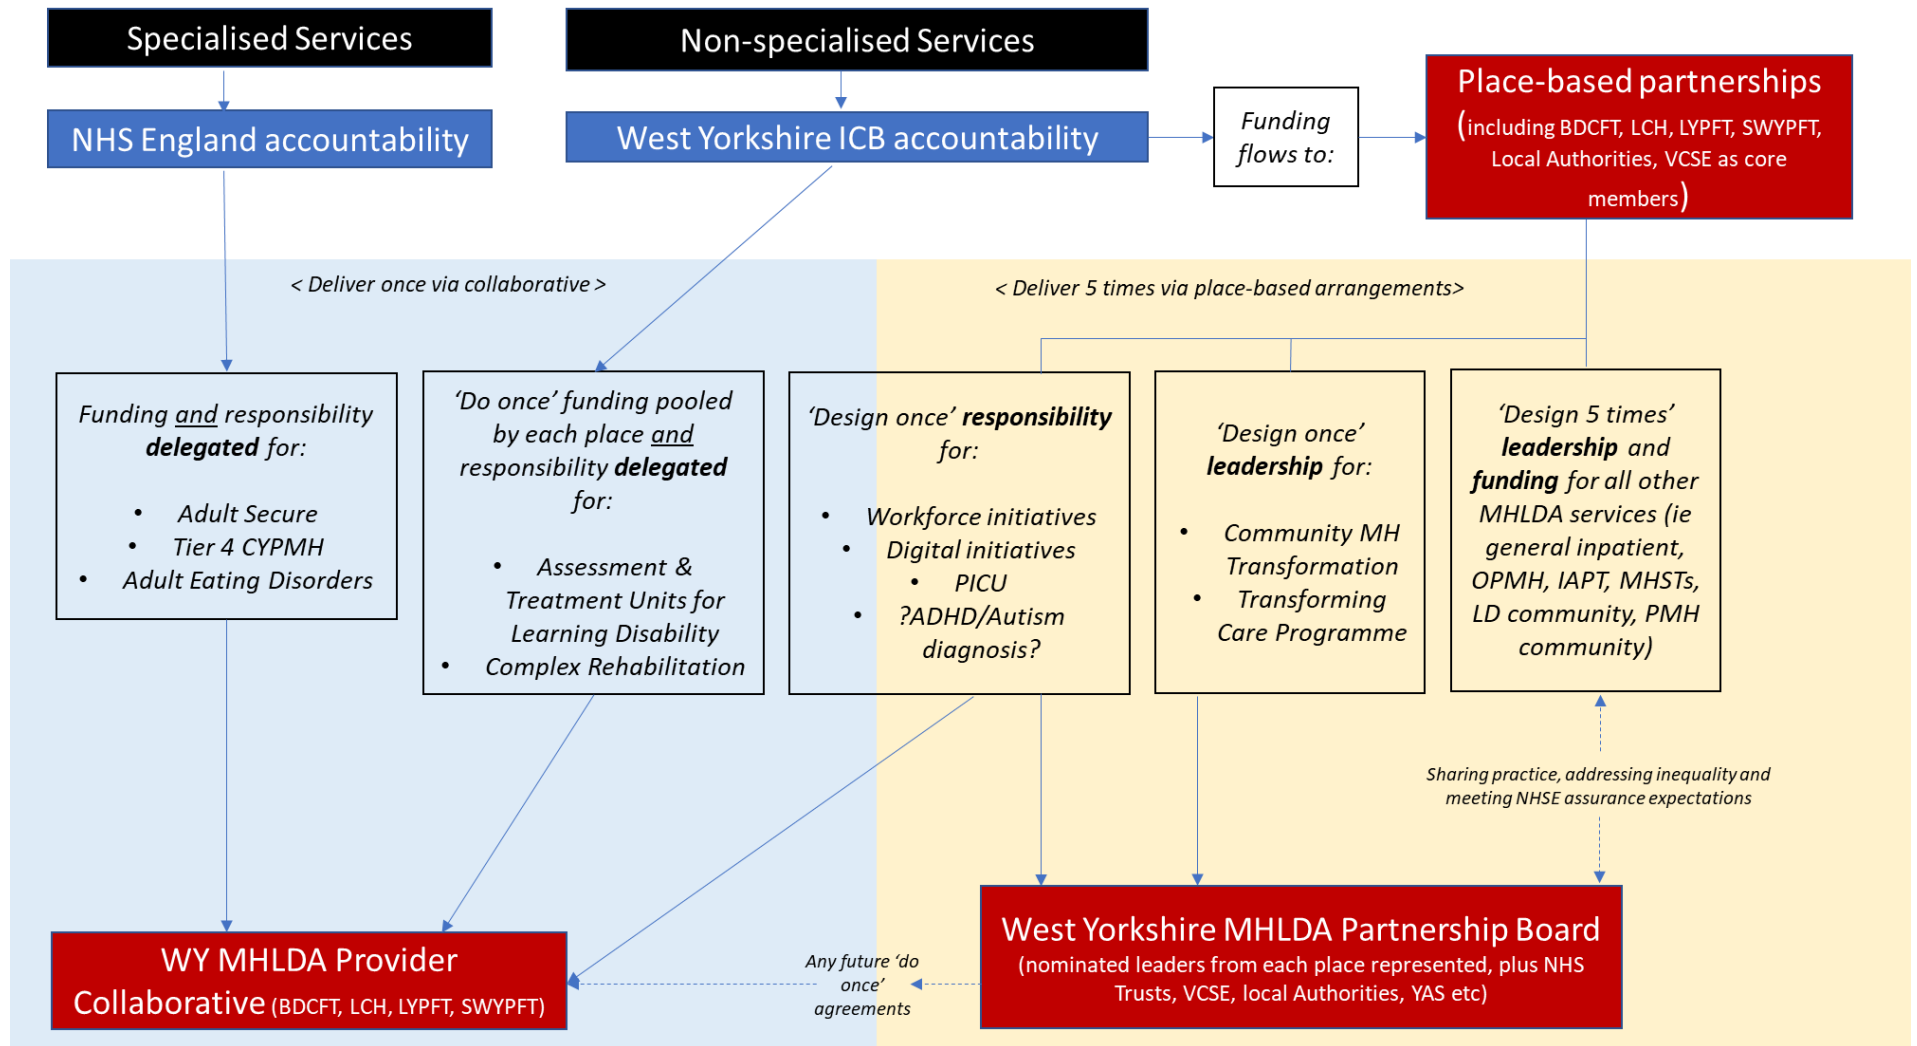 Specialised Services
Non-specialised Services
NHS England accountability
West Yorkshire ICB accountability
Funding
flows to:
Place-based partnerships
(including BDCFT, LCH, LYPFT, SWYPFT,
Local Authorities, VCSE as core
members)
< Deliver once via collaborative >
< Deliver 5 times via place-based arrangements>
Funding and responsibility
delegated for:
• Adult Secure
• Tier 4 CYPMH
• Adult Eating Disorders
‘Do once’ funding pooled
by each place and
responsibility delegated
for:
• Assessment &
Treatment Units for
Learning Disability
• Complex Rehabilitation
‘Design once’ responsibility
for:
• Workforce initiatives
• Digital initiatives
• PICU
• ?ADHD/Autism
diagnosis?
‘Design once’
leadership for:
• Community MH
Transformation
• Transforming
Care Programme
‘Design 5 times’
leadership and
funding for all other
MHLDA services (ie
general inpatient,
OPMH, IAPT, MHSTs,
LD community, PMH
community)
Sharing practice, addressing inequality and
meeting NHSE assurance expectations
WY MHLDA Provider
Collaborative (BDCFT, LCH, LYPFT, SWYPFT)
Any future ‘do
once’
agreements
West Yorkshire MHLDA Partnership Board
(nominated leaders from each place represented, plus NHS
Trusts, VCSE, local Authorities, YAS etc)